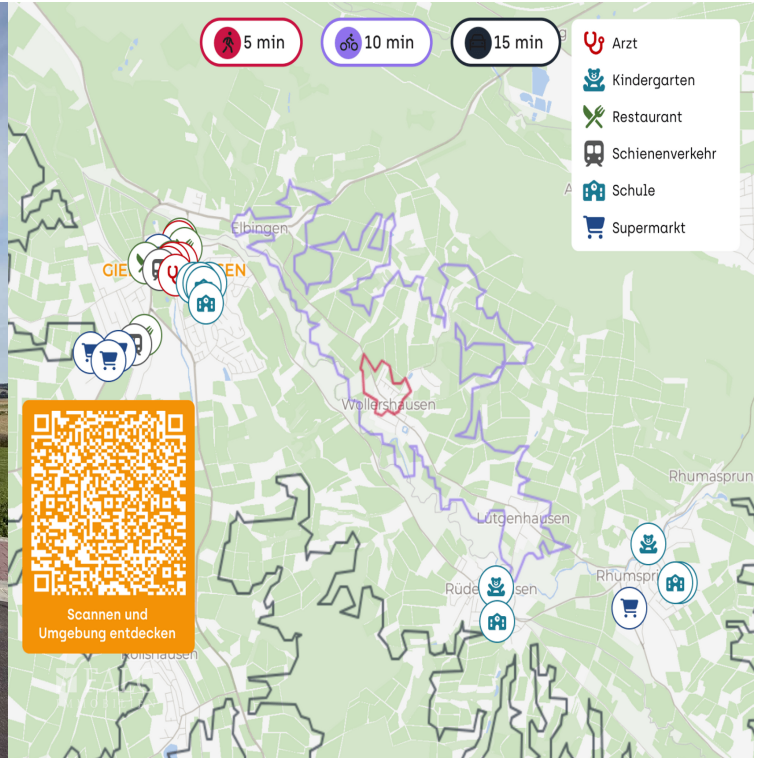 5 min
10 min
15 min
Arzt
Kindergarten
Restaurant
Schienenverkehr
Schule
Supermarkt
Elbingen
Wollershausen
Rhumasprun
Lütgenhausen
Scannen und
Umgebung entdecken